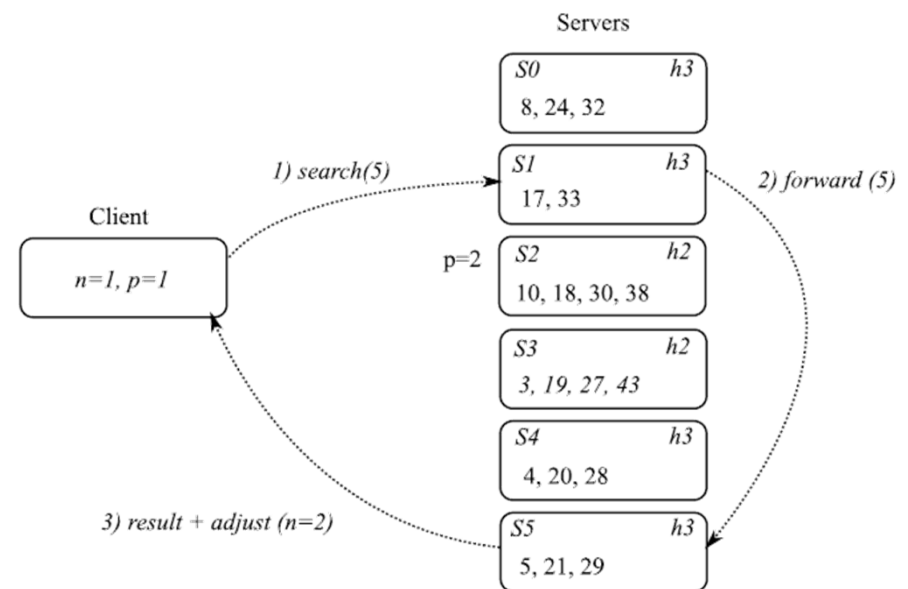 Servers
S0 h3
8, 24, 32
1) search(5)
S1 h3
2) forward (5)
17, 33
Client
n=1, p=1
p=2
S2 h2
10, 18, 30, 38
S3 h2
3, 19, 27, 43
S4 h3
4, 20, 28
3) result + adjust (n=2)
S5 h3
5, 21, 29